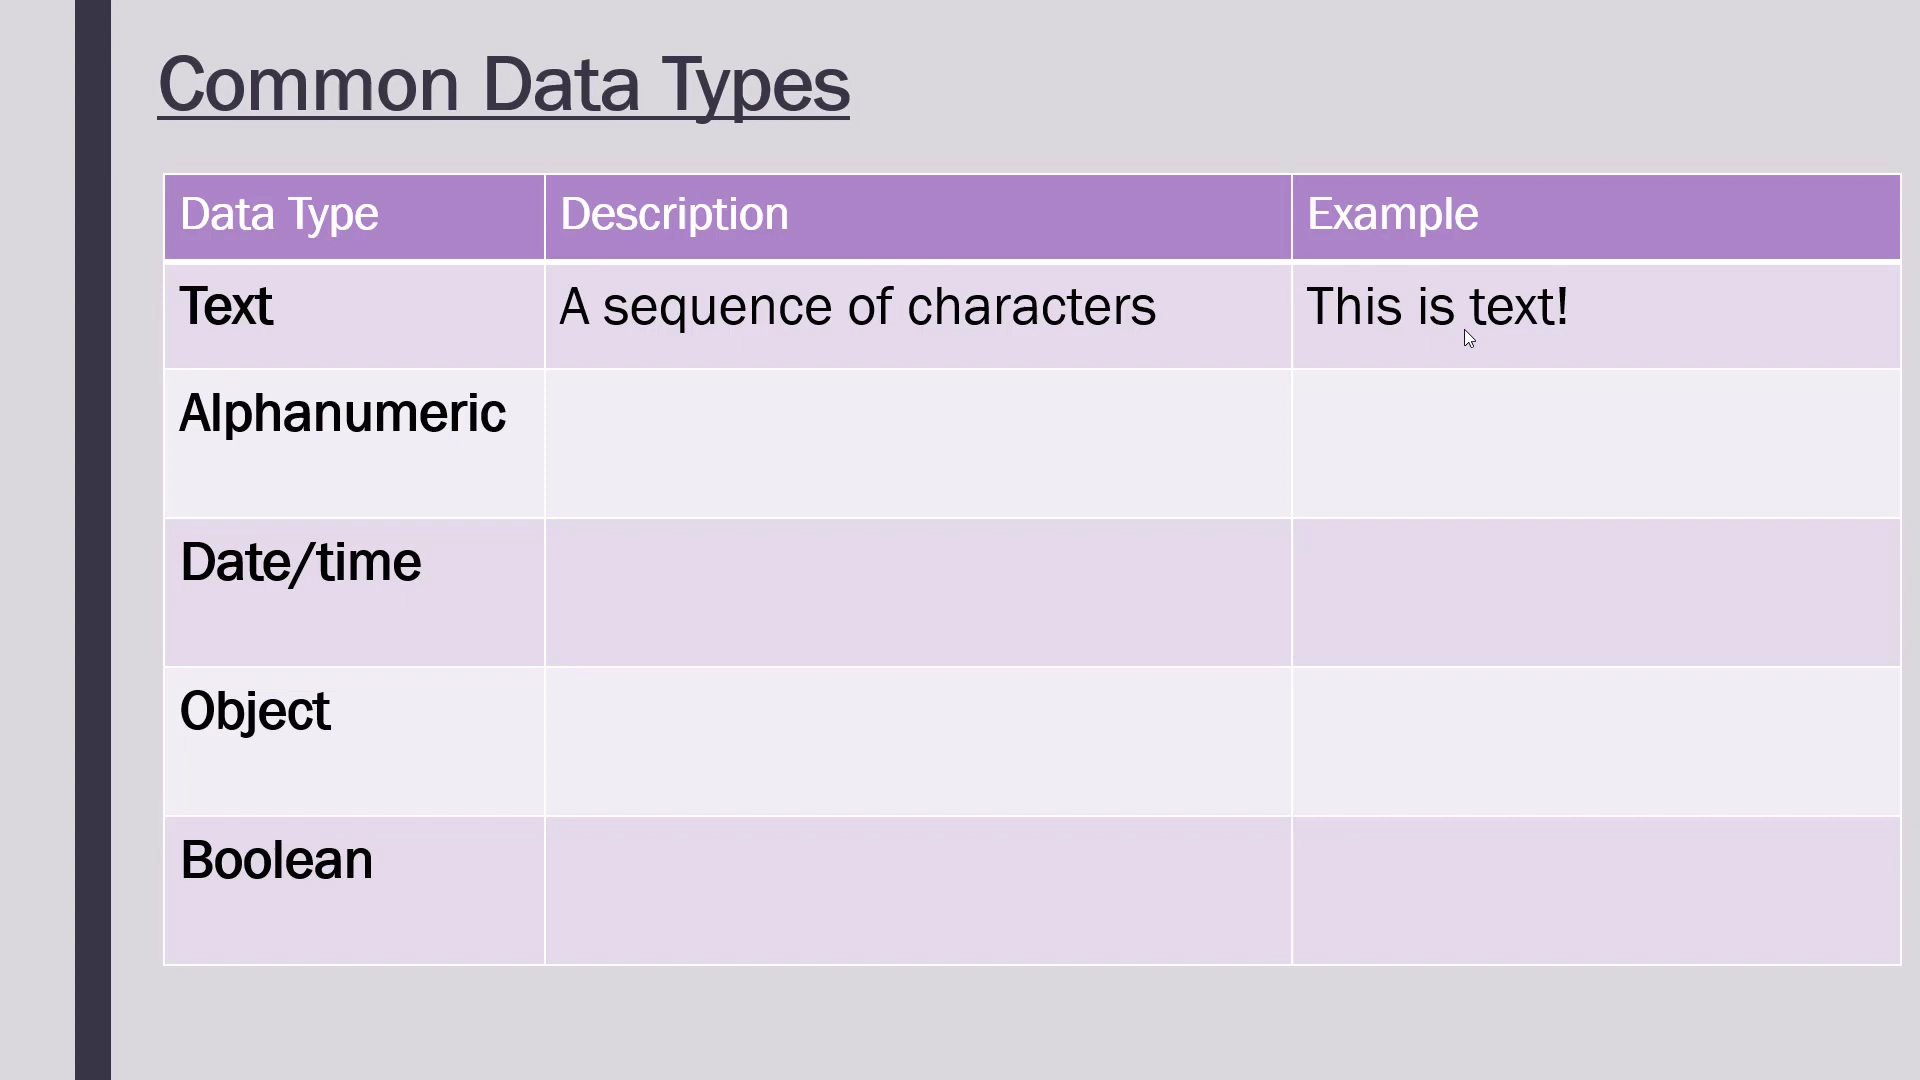 Common Data Types
Data Type Description Example
Text A sequence of characters This is text!
Alphanumeric
Date/time
Object
Boolean